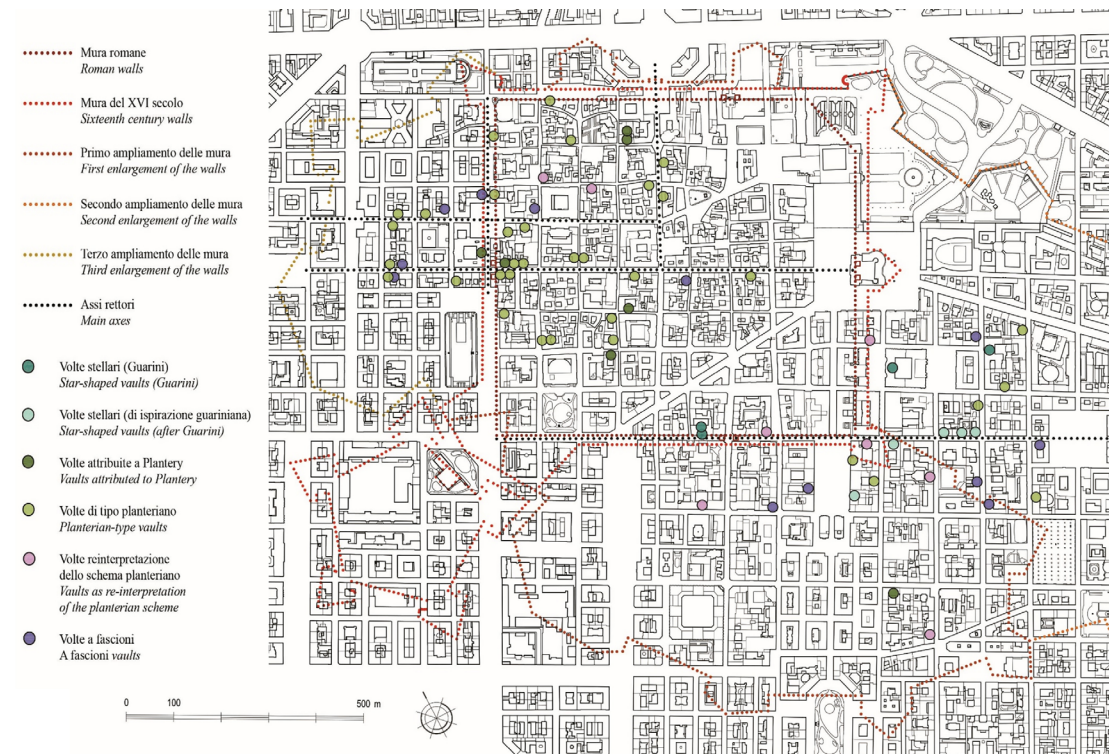 Mura romane
Roman walls
Mura del XVI secolo
Sixteenth century walls
Primo ampliamento delle mura
First enlargement of the walls
Secondo ampliamento delle mura
Second enlargement of the walls
Terzo ampliamento delle mura
Third enlargement of the walls
Assi rettori
Main axes
Volte stellari (Guarini)
Star-shaped vaults (Guarini)
Volte stellari (di ispirazione guariniana)
Star-shaped vaults (after Guarini)
Volte attribuite a Plantery
Vaults attributed to Plantery
Volte di tipo planteriano
Planterian-type vaults
Volte reinterpretazione
dello schema planteriano
Vaults as re-interpretation
of the planterian scheme
Volte a fascioni
A fascioni vaults
0 100 500 m